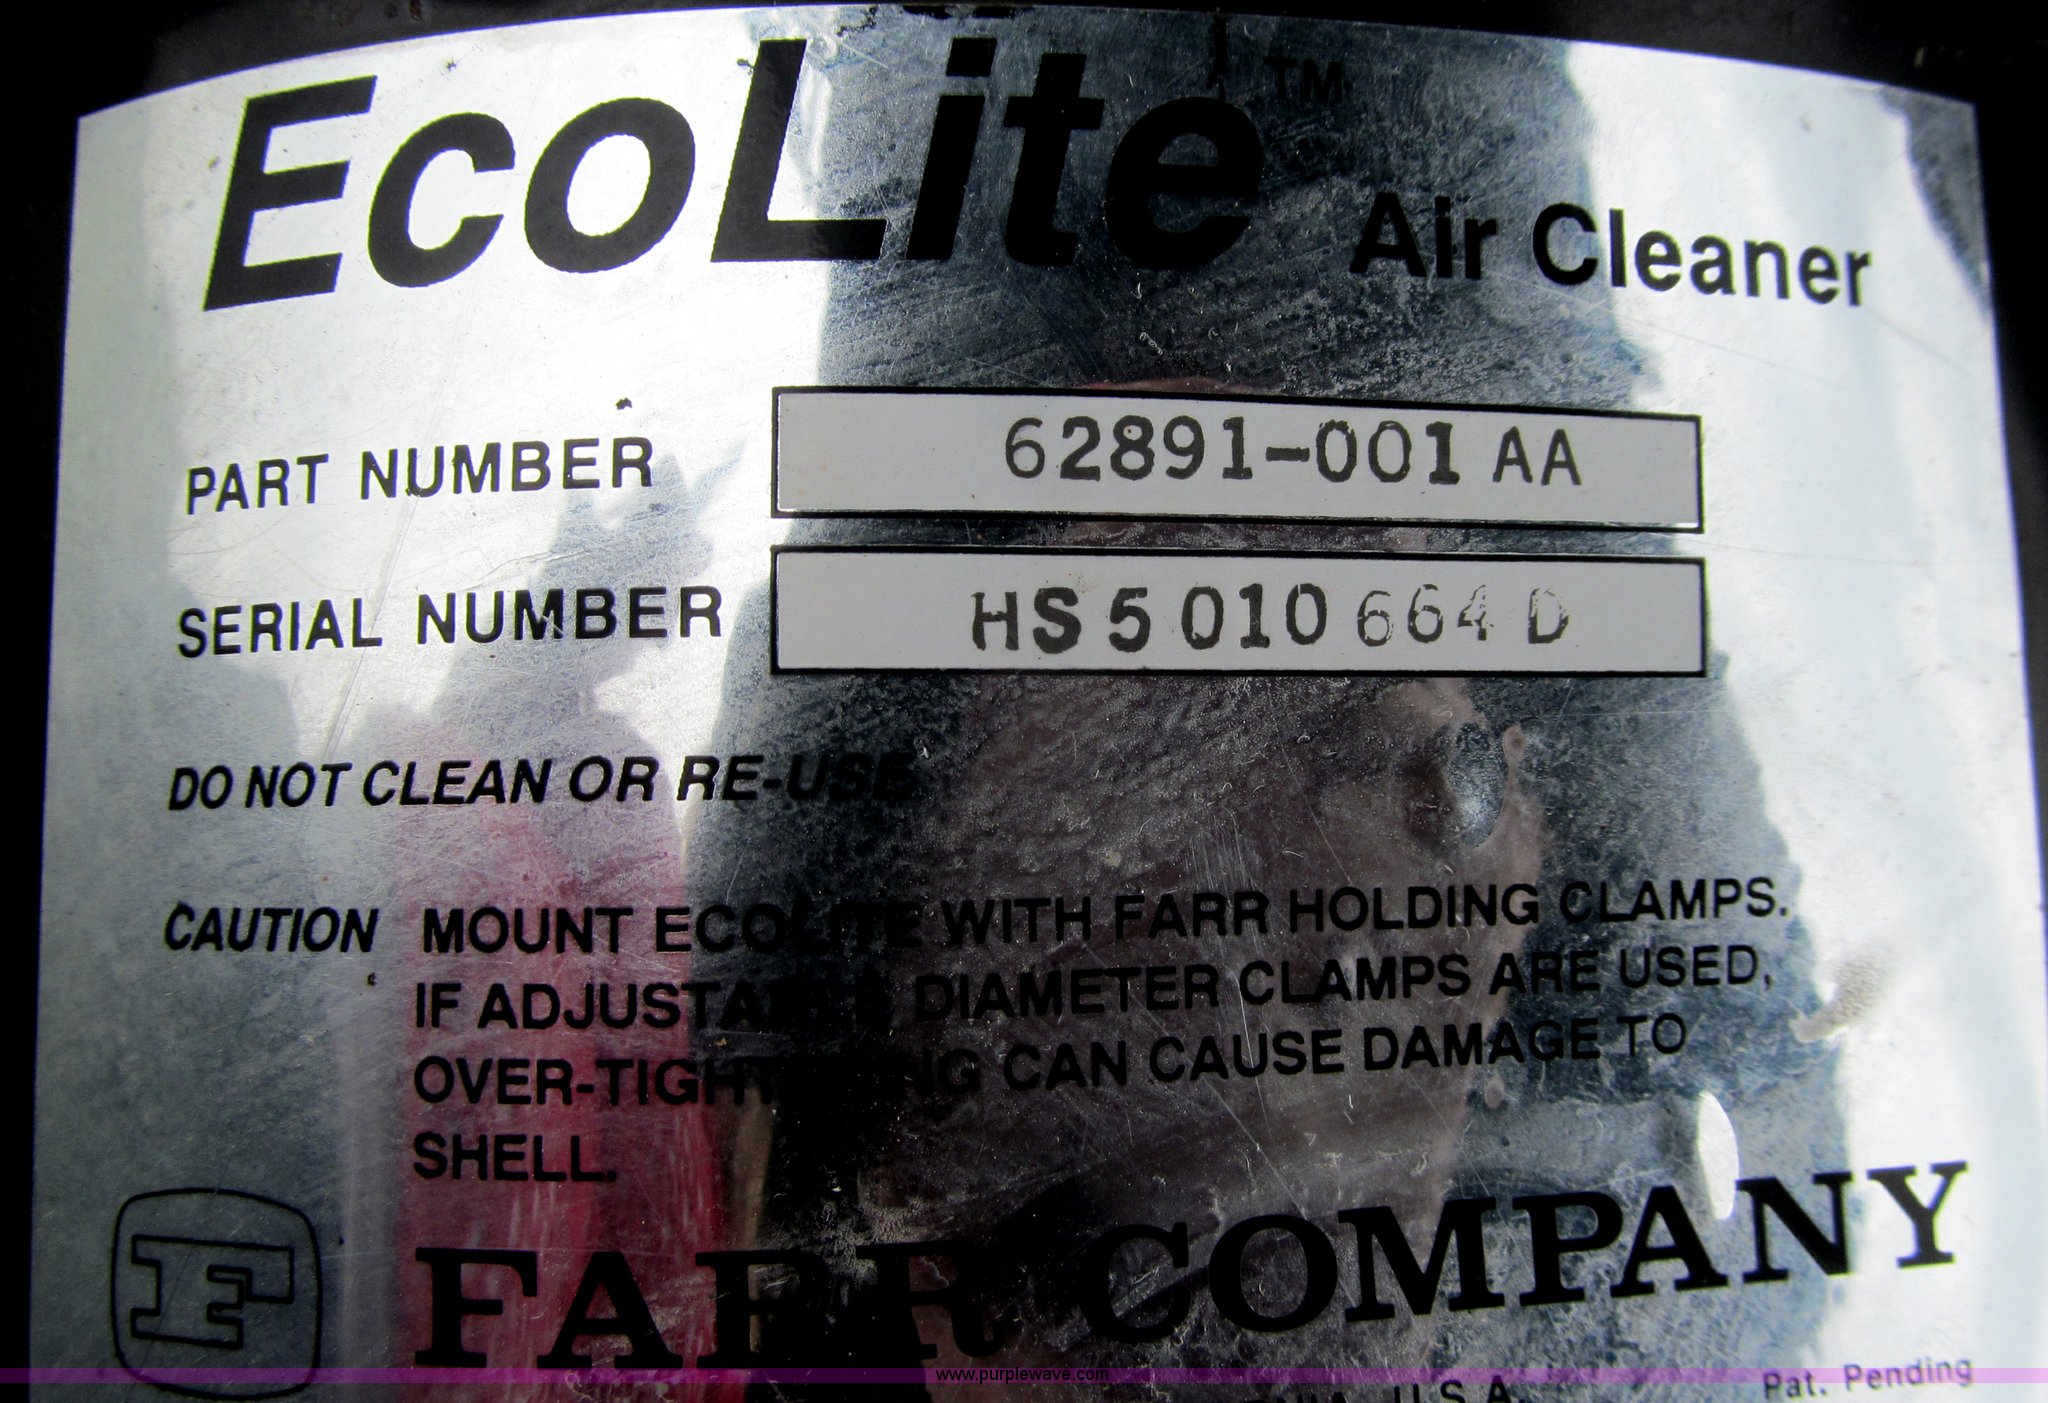 EcoLite™ Air Cleaner
PART NUMBER 62891-001 AA
SERIAL NUMBER HS 5 010 664 D
DO NOT CLEAN OR RE-USE
CAUTION MOUNT ECOLITE WITH FARR HOLDING CLAMPS.
IF ADJUSTABLE DIAMETER CLAMPS ARE USED,
OVER-TIGHTENING CAN CAUSE DAMAGE TO
SHELL.
F FARR COMPANY
www.purplewave.com
U.S.A. Pat. Pending